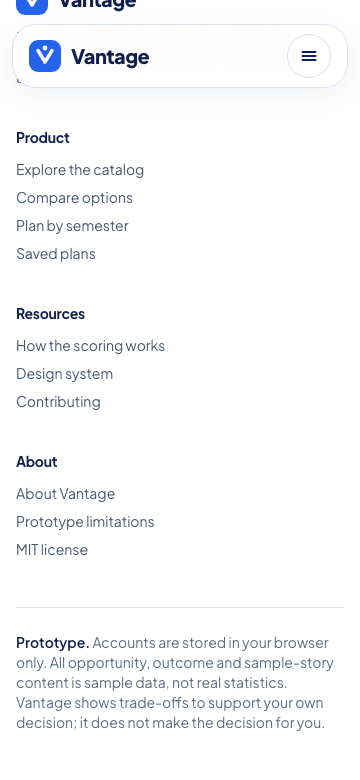 Vantage
Vantage
Product
Explore the catalog
Compare options
Plan by semester
Saved plans
Resources
How the scoring works
Design system
Contributing
About
About Vantage
Prototype limitations
MIT license
Prototype. Accounts are stored in your browser
only. All opportunity, outcome and sample-story
content is sample data, not real statistics.
Vantage shows trade-offs to support your own
decision; it does not make the decision for you.